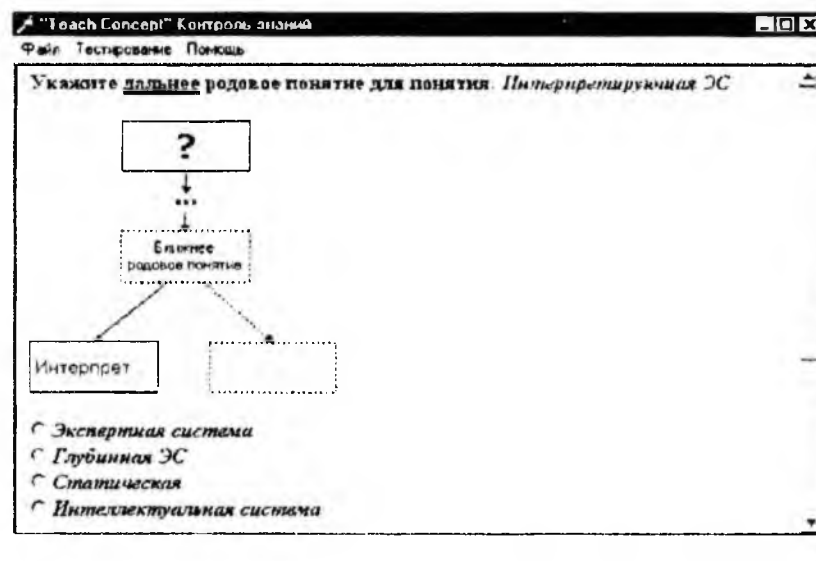 "Teach Concept" Контроль знаний
Файл Тестирование Помощь
Укажите дальнее родовое понятие для понятия. Интерпретирующая ЭС
?
...
Ближнее
родовое понятие
Интерпрет
Экспертная система
Глубинная ЭС
Статическая
Интеллектуальная система